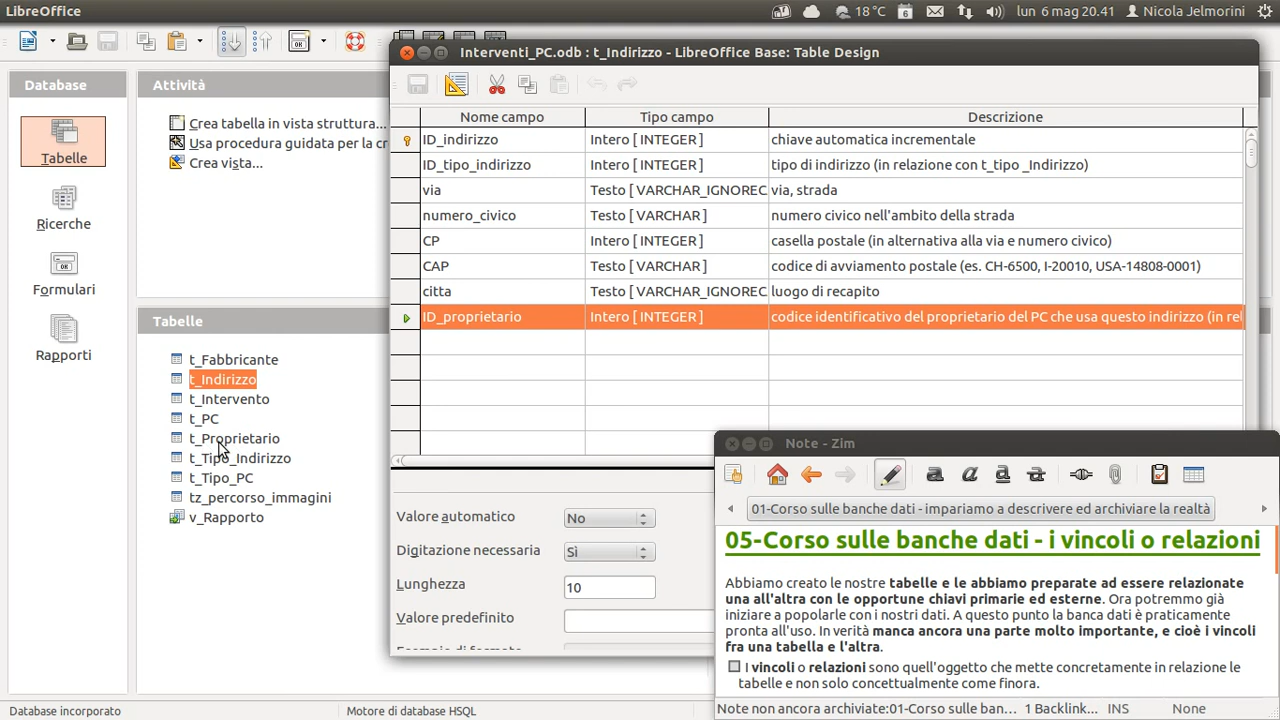 LibreOffice
18 °C
6
lun 6 mag 20.41
Nicola Jelmorini
Database
Tabelle
Ricerche
Formulari
Rapporti
Attività
Crea tabella in vista struttura...
Usa procedura guidata per la cr
Crea vista...
Tabelle
t_Fabbricante
t_Indirizzo
t_Intervento
t_PC
t_Proprietario
t_Tipo_Indirizzo
t_Tipo_PC
tz_percorso_immagini
v_Rapporto
Database incorporato
Motore di database HSQL
Interventi_PC.odb : t_Indirizzo - LibreOffice Base: Table Design
Nome campo Tipo campo Descrizione
ID_indirizzo Intero [ INTEGER ] chiave automatica incrementale
ID_tipo_indirizzo Intero [ INTEGER ] tipo di indirizzo (in relazione con t_tipo _Indirizzo)
via Testo [ VARCHAR_IGNOREC via, strada
numero_civico Testo [ VARCHAR ] numero civico nell'ambito della strada
CP Intero [ INTEGER ] casella postale (in alternativa alla via e numero civico)
CAP Testo [ VARCHAR ] codice di avviamento postale (es. CH-6500, I-20010, USA-14808-0001)
citta Testo [ VARCHAR_IGNOREC luogo di recapito
ID_proprietario Intero [ INTEGER ] codice identificativo del proprietario del PC che usa questo indirizzo (in rel
Valore automatico No
Digitazione necessaria Sì
Lunghezza 10
Valore predefinito
Note - Zim
01-Corso sulle banche dati - impariamo a descrivere ed archiviare la realtà
05-Corso sulle banche dati - i vincoli o relazioni
Abbiamo creato le nostre tabelle e le abbiamo preparate ad essere relazionate
una all'altra con le opportune chiavi primarie ed esterne. Ora potremmo già
iniziare a popolarle con i nostri dati. A questo punto la banca dati è praticamente
pronta all'uso. In verità manca ancora una parte molto importante, e cioè i vincoli
fra una tabella e l'altra.
I vincoli o relazioni sono quell'oggetto che mette concretamente in relazione le
tabelle e non solo concettualmente come finora.
Note non ancora archiviate:01-Corso sulle ban... 1 Backlink... INS None